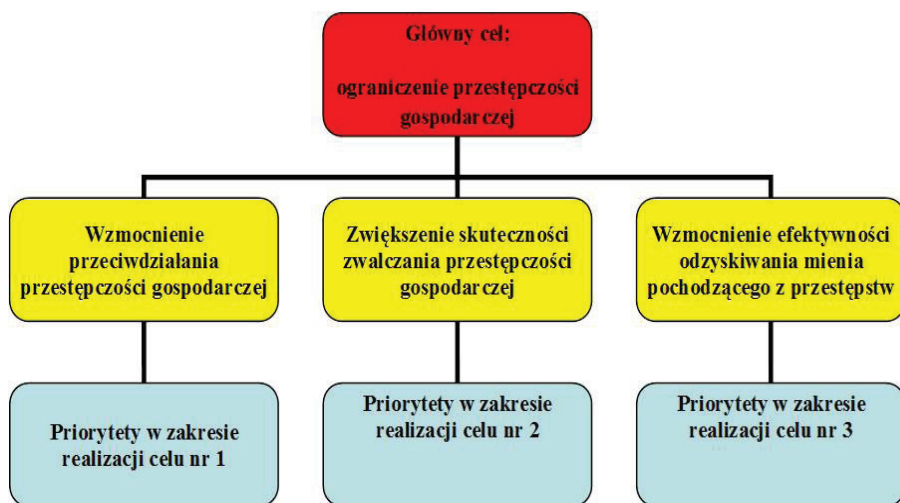 Główny cel:
ograniczenie przestępczości
gospodarczej
Wzmocnienie
przeciwdziałania
przestępczości gospodarczej
Zwiększenie skuteczności
zwalczania przestępczości
gospodarczej
Wzmocnienie efektywności
odzyskiwania mienia
pochodzącego z przestępstw
Priorytety w zakresie
realizacji celu nr 1
Priorytety w zakresie
realizacji celu nr 2
Priorytety w zakresie
realizacji celu nr 3